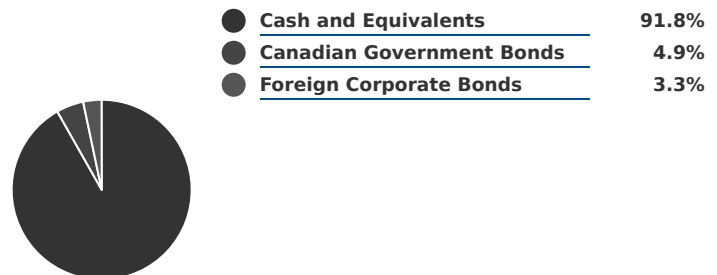 Cash and Equivalents 91.8%
Canadian Government Bonds 4.9%
Foreign Corporate Bonds 3.3%